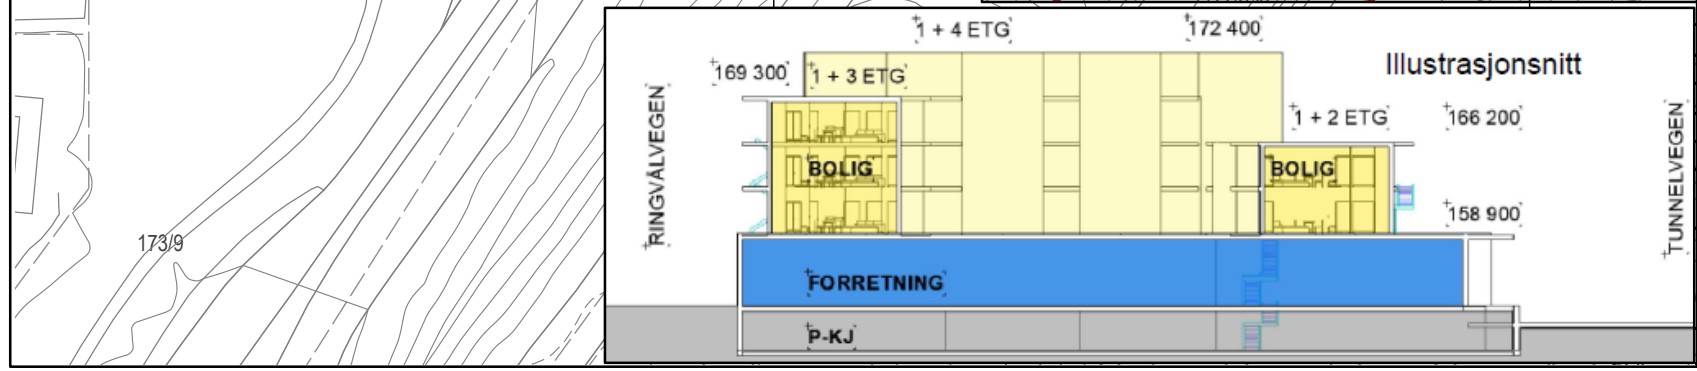 1 + 4 ETG
172 400
Illustrasjonsnitt
169 300
1 + 3 ETG
1 + 2 ETG
166 200
RINGVÅLVEGEN
BOLIG
BOLIG
TUNNELVEGEN
158 900
173/9
FORRETNING
P-KJ